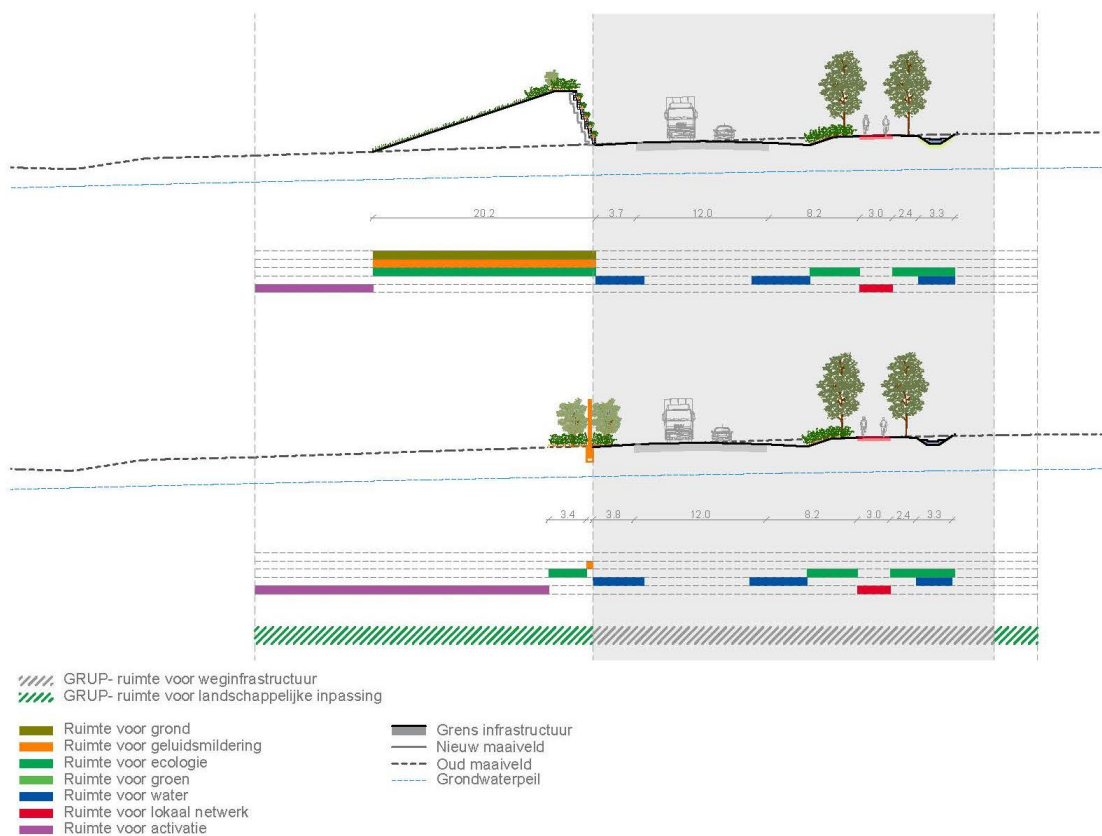 20.2 3.7 12.0 8.2 3.0 2.4 3.3
3.4 3.8 12.0 8.2 3.0 2.4 3.3
GRUP- ruimte voor weginfrastructuur
GRUP- ruimte voor landschappelijke inpassing
Ruimte voor grond
Ruimte voor geluidsmildering
Ruimte voor ecologie
Ruimte voor groen
Ruimte voor water
Ruimte voor lokaal netwerk
Ruimte voor activatie
Grens infrastructuur
Nieuw maaiveld
Oud maaiveld
Grondwaterpeil